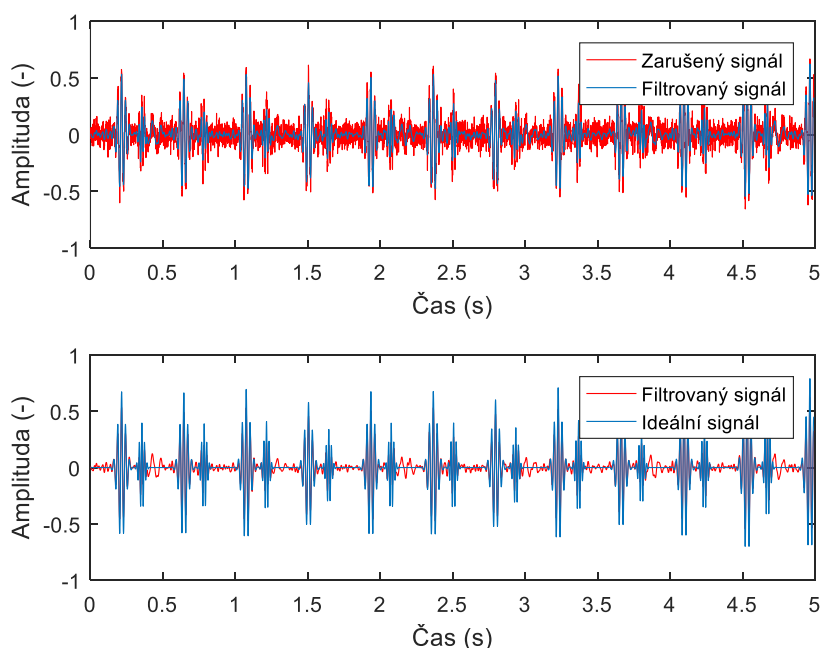 1
0.5
0
-0.5
-1
Amplituda (-)
Zarušený signál
Filtrovaný signál
0 0.5 1 1.5 2 2.5 3 3.5 4 4.5 5
Čas (s)
1
0.5
0
-0.5
-1
Amplituda (-)
Filtrovaný signál
Ideální signál
0 0.5 1 1.5 2 2.5 3 3.5 4 4.5 5
Čas (s)